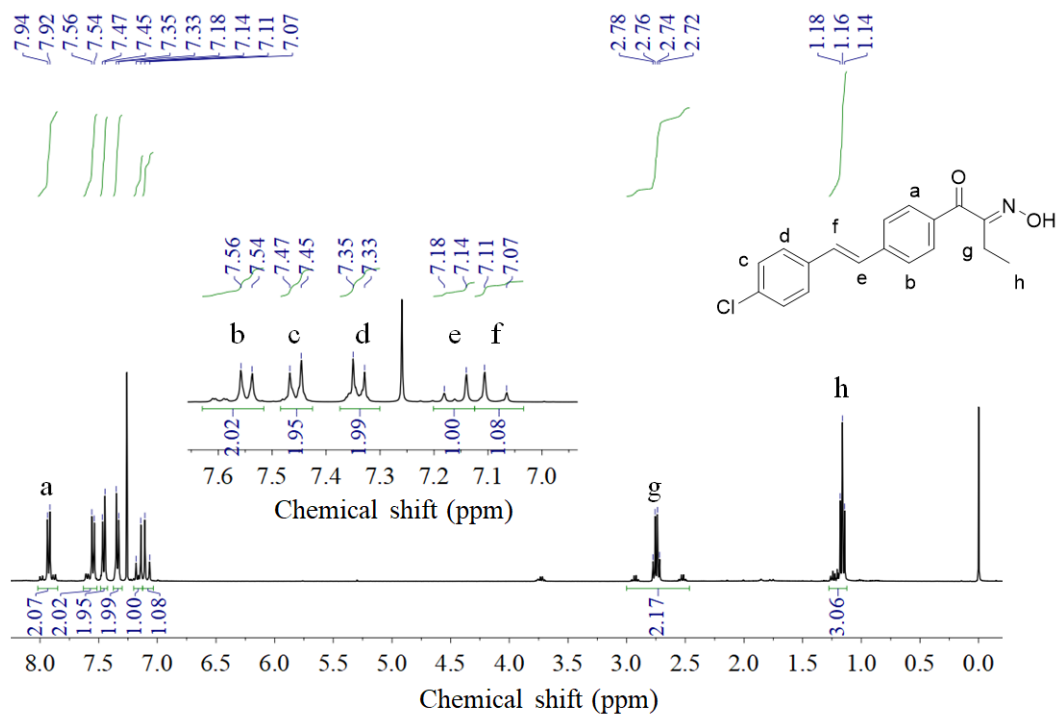 7.94 7.92 7.56 7.54 7.47 7.45 7.35 7.33 7.18 7.14 7.11 7.07
2.78 2.76 2.74 2.72
1.18 1.16 1.14
O
a
N
OH
f
d
g
c
e
b
h
Cl
7.56 7.54 7.47 7.45 7.35 7.33 7.18 7.14 7.11 7.07
b c d e f
2.02 1.95 1.99 1.00 1.08
7.6 7.5 7.4 7.3 7.2 7.1 7.0
Chemical shift (ppm)
a
g
h
2.07 2.02 1.95 1.99 1.00 1.08 2.17 3.06
8.0 7.5 7.0 6.5 6.0 5.5 5.0 4.5 4.0 3.5 3.0 2.5 2.0 1.5 1.0 0.5 0.0
Chemical shift (ppm)